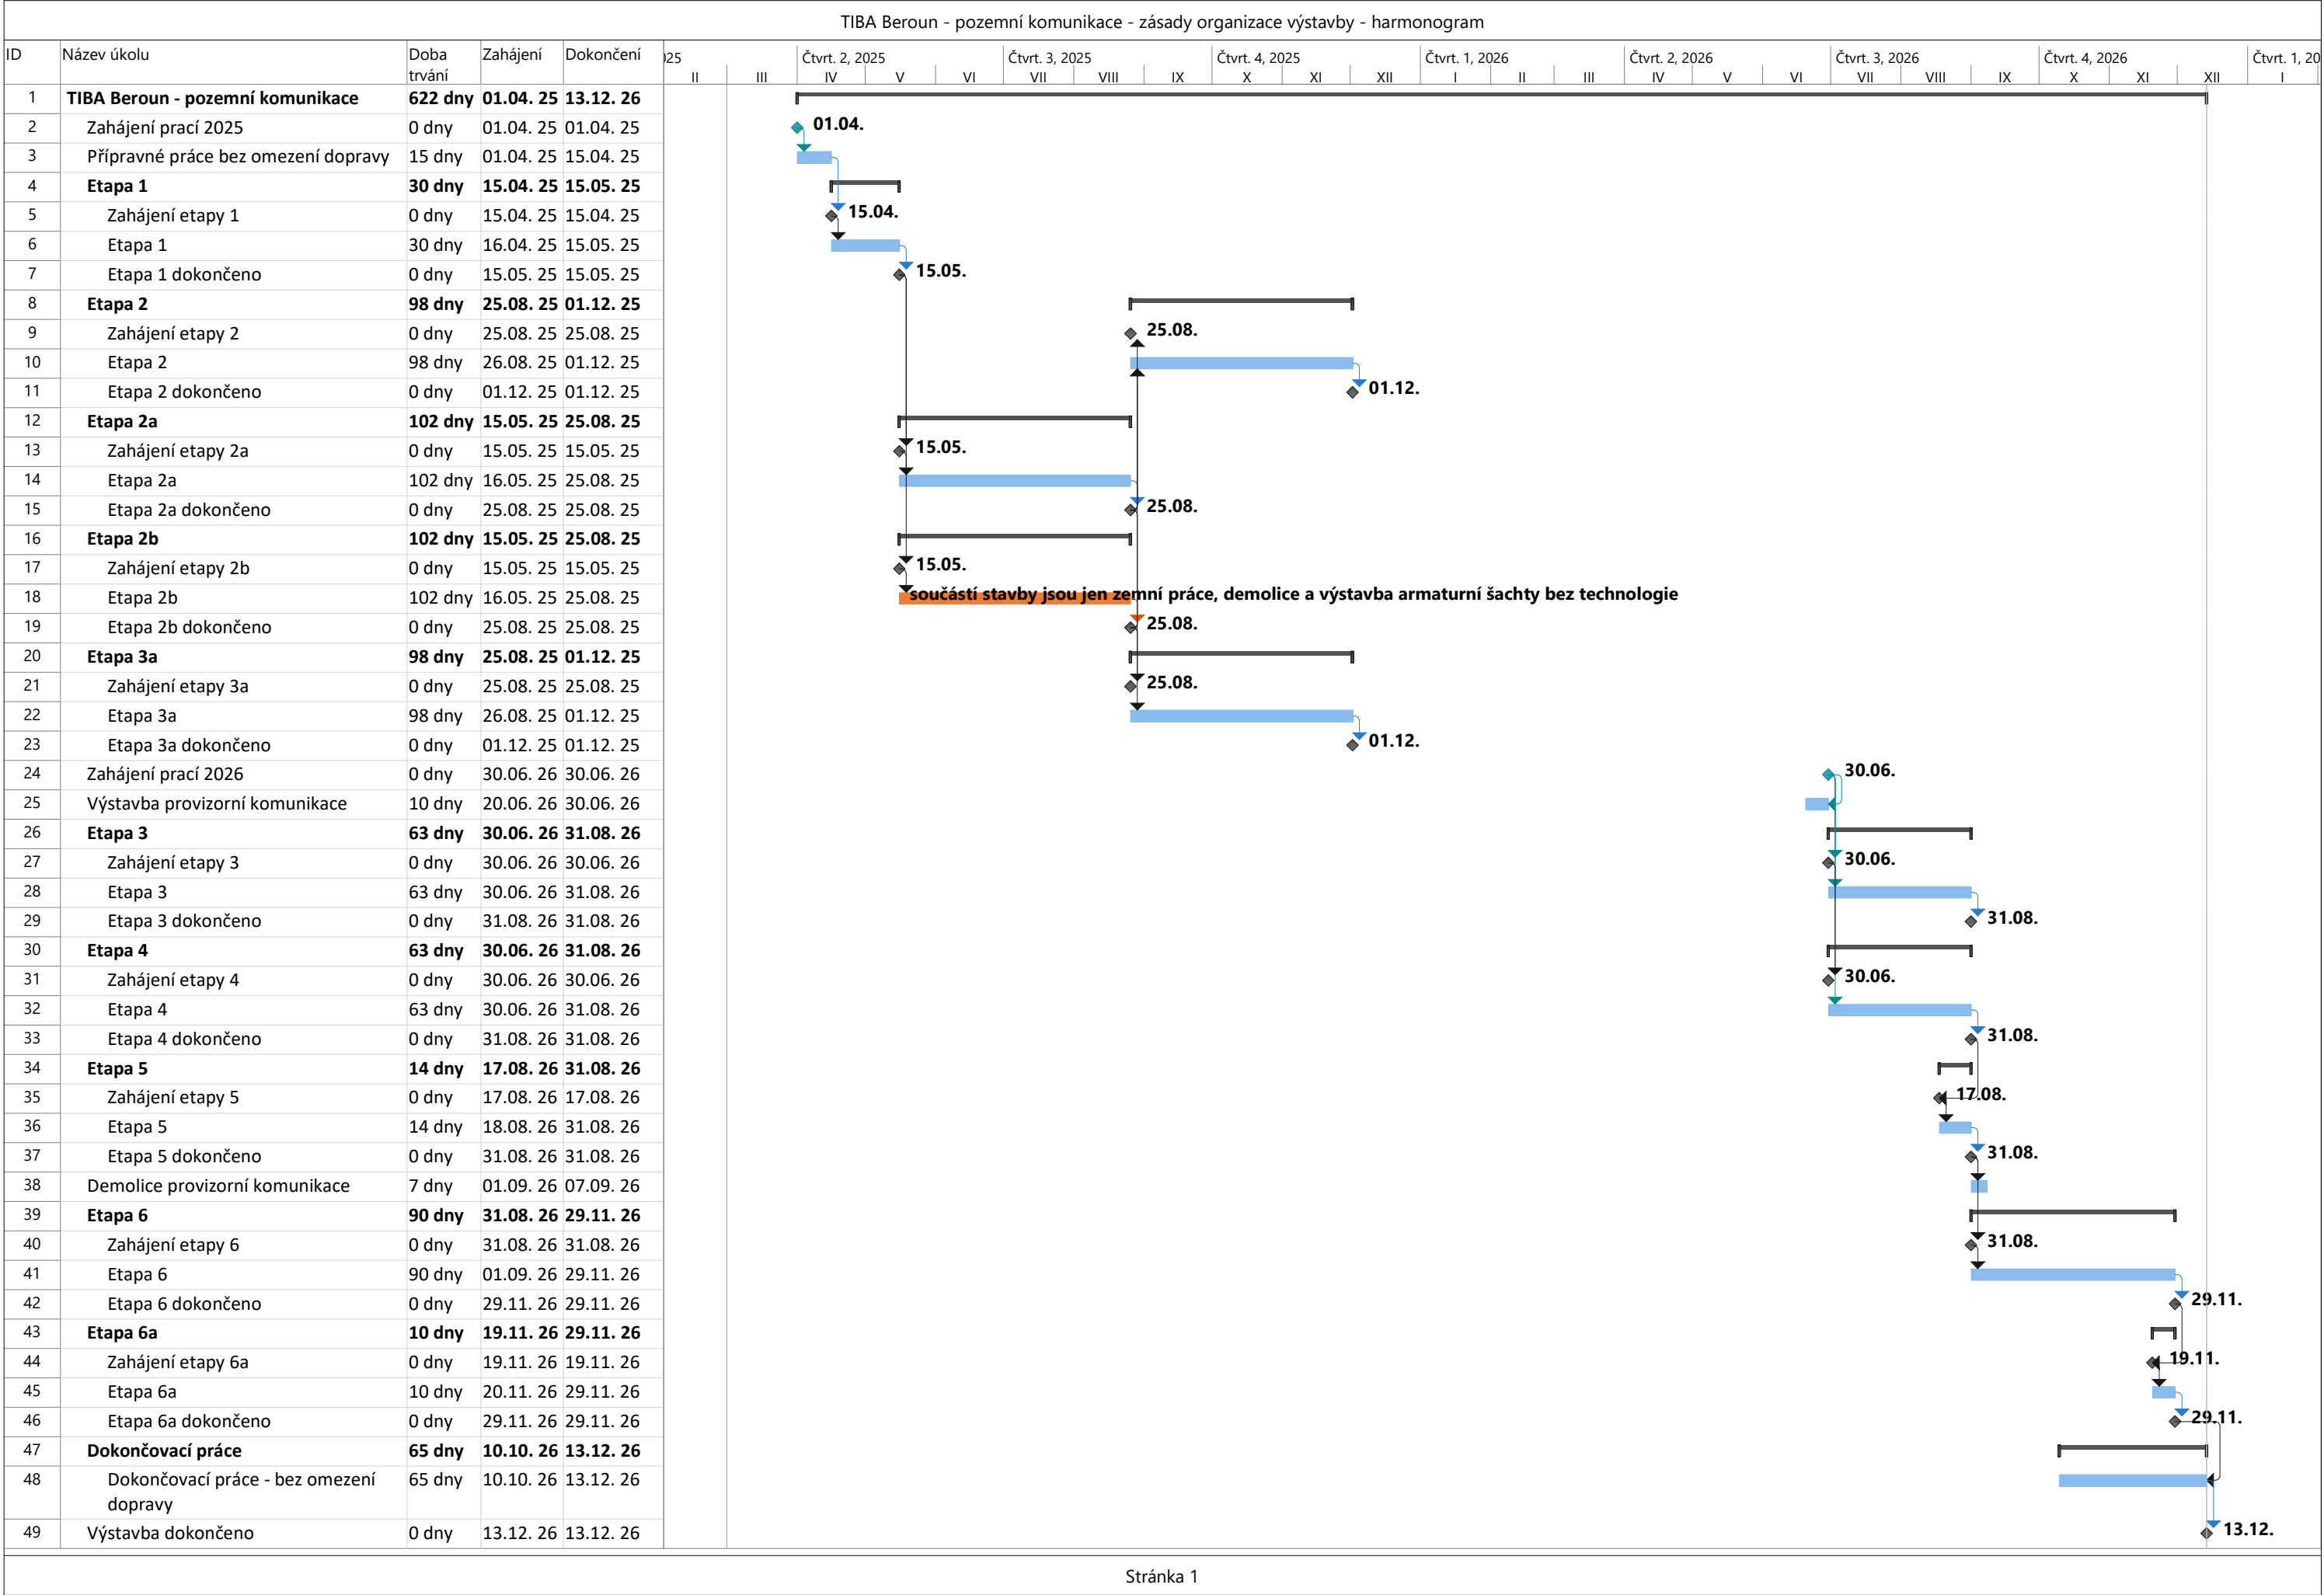 TIBA Beroun - pozemní komunikace - zásady organizace výstavby - harmonogram
ID Název úkolu Doba trvání Zahájení Dokončení
025 Čtvrt. 2, 2025 Čtvrt. 3, 2025 Čtvrt. 4, 2025 Čtvrt. 1, 2026 Čtvrt. 2, 2026 Čtvrt. 3, 2026 Čtvrt. 4, 2026 Čtvrt. 1, 20
II III IV V VI VII VIII IX X XI XII I II III IV V VI VII VIII IX X XI XII I
1 TIBA Beroun - pozemní komunikace 622 dny 01.04. 25 13.12. 26
2 Zahájení prací 2025 0 dny 01.04. 25 01.04. 25 01.04.
3 Přípravné práce bez omezení dopravy 15 dny 01.04. 25 15.04. 25
4 Etapa 1 30 dny 15.04. 25 15.05. 25
5 Zahájení etapy 1 0 dny 15.04. 25 15.04. 25 15.04.
6 Etapa 1 30 dny 16.04. 25 15.05. 25
7 Etapa 1 dokončeno 0 dny 15.05. 25 15.05. 25 15.05.
8 Etapa 2 98 dny 25.08. 25 01.12. 25
9 Zahájení etapy 2 0 dny 25.08. 25 25.08. 25 25.08.
10 Etapa 2 98 dny 26.08. 25 01.12. 25
11 Etapa 2 dokončeno 0 dny 01.12. 25 01.12. 25 01.12.
12 Etapa 2a 102 dny 15.05. 25 25.08. 25
13 Zahájení etapy 2a 0 dny 15.05. 25 15.05. 25 15.05.
14 Etapa 2a 102 dny 16.05. 25 25.08. 25
15 Etapa 2a dokončeno 0 dny 25.08. 25 25.08. 25 25.08.
16 Etapa 2b 102 dny 15.05. 25 25.08. 25
17 Zahájení etapy 2b 0 dny 15.05. 25 15.05. 25 15.05.
18 Etapa 2b 102 dny 16.05. 25 25.08. 25 součástí stavby jsou jen zemní práce, demolice a výstavba armaturní šachty bez technologie
19 Etapa 2b dokončeno 0 dny 25.08. 25 25.08. 25 25.08.
20 Etapa 3a 98 dny 25.08. 25 01.12. 25
21 Zahájení etapy 3a 0 dny 25.08. 25 25.08. 25 25.08.
22 Etapa 3a 98 dny 26.08. 25 01.12. 25
23 Etapa 3a dokončeno 0 dny 01.12. 25 01.12. 25 01.12.
24 Zahájení prací 2026 0 dny 30.06. 26 30.06. 26 30.06.
25 Výstavba provizorní komunikace 10 dny 20.06. 26 30.06. 26
26 Etapa 3 63 dny 30.06. 26 31.08. 26
27 Zahájení etapy 3 0 dny 30.06. 26 30.06. 26 30.06.
28 Etapa 3 63 dny 30.06. 26 31.08. 26
29 Etapa 3 dokončeno 0 dny 31.08. 26 31.08. 26 31.08.
30 Etapa 4 63 dny 30.06. 26 31.08. 26
31 Zahájení etapy 4 0 dny 30.06. 26 30.06. 26 30.06.
32 Etapa 4 63 dny 30.06. 26 31.08. 26
33 Etapa 4 dokončeno 0 dny 31.08. 26 31.08. 26 31.08.
34 Etapa 5 14 dny 17.08. 26 31.08. 26
35 Zahájení etapy 5 0 dny 17.08. 26 17.08. 26 17.08.
36 Etapa 5 14 dny 18.08. 26 31.08. 26
37 Etapa 5 dokončeno 0 dny 31.08. 26 31.08. 26 31.08.
38 Demolice provizorní komunikace 7 dny 01.09. 26 07.09. 26
39 Etapa 6 90 dny 31.08. 26 29.11. 26
40 Zahájení etapy 6 0 dny 31.08. 26 31.08. 26 31.08.
41 Etapa 6 90 dny 01.09. 26 29.11. 26
42 Etapa 6 dokončeno 0 dny 29.11. 26 29.11. 26 29.11.
43 Etapa 6a 10 dny 19.11. 26 29.11. 26
44 Zahájení etapy 6a 0 dny 19.11. 26 19.11. 26 19.11.
45 Etapa 6a 10 dny 20.11. 26 29.11. 26
46 Etapa 6a dokončeno 0 dny 29.11. 26 29.11. 26 29.11.
47 Dokončovací práce 65 dny 10.10. 26 13.12. 26
48 Dokončovací práce - bez omezení dopravy 65 dny 10.10. 26 13.12. 26
49 Výstavba dokončeno 0 dny 13.12. 26 13.12. 26 13.12.
Stránka 1